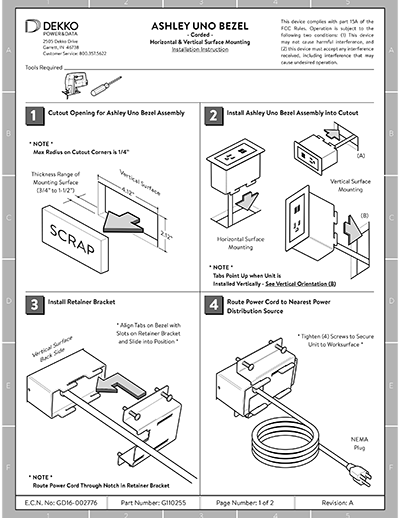 DEKKO
POWER&DATA
2505 Dekko Drive
Garrett, IN 46738
Customer Service: 800.357.5622
ASHLEY UNO BEZEL
- Corded -
Horizontal & Vertical Surface Mounting
Installation Instruction
This device complies with part 15A of the
FCC Rules. Operation is subject to the
following two conditions: (1) This device
may not cause harmful interference, and
(2) this device must accept any interference
received, including interference that may
cause undesired operation.
Tools Required
1
Cutout Opening for Ashley Uno Bezel Assembly
* NOTE *
Max Radius on Cutout Corners is 1/4"
Thickness Range of
Mounting Surface
(3/4" to 1-1/2")
Vertical Surface
4.12"
2.12"
SCRAP
2
Install Ashley Uno Bezel Assembly into Cutout
(A)
Vertical Surface
Mounting
(B)
Horizontal Surface
Mounting
* NOTE *
Tabs Point Up when Unit is
Installed Vertically - See Vertical Orientation (B)
3
Install Retainer Bracket
* Align Tabs on Bezel with
Slots on Retainer Bracket
and Slide into Position *
Vertical Surface
Back Side
* NOTE *
Route Power Cord Through Notch in Retainer Bracket
4
Route Power Cord to Nearest Power
Distribution Source
* Tighten (4) Screws to Secure
Unit to Worksurface *
NEMA
Plug
E.C.N. No: GD16-002776
Part Number: G110255
Page Number: 1 of 2
Revision: A